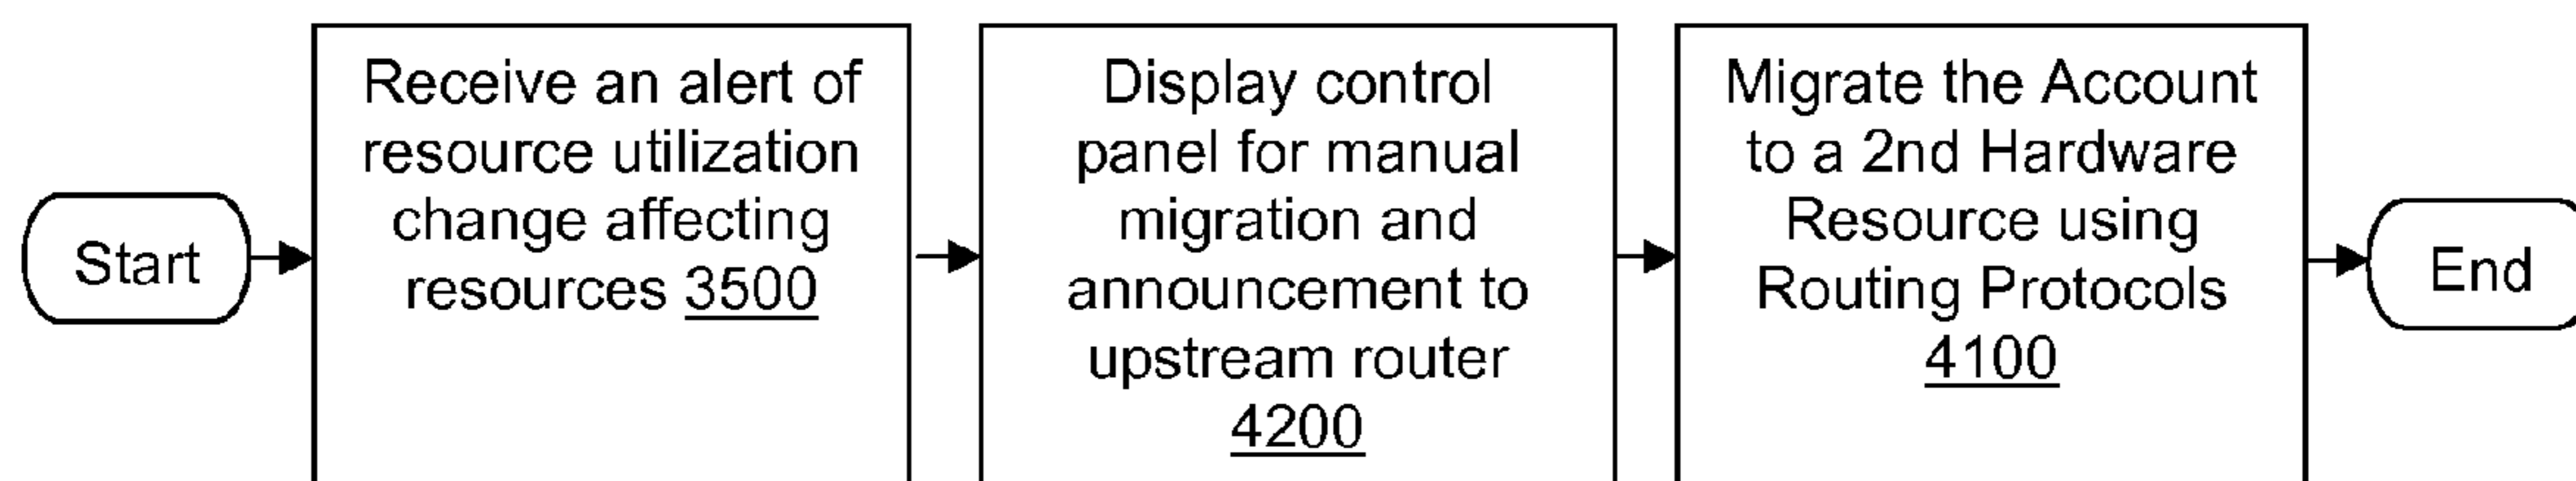 Start
Receive an alert of
resource utilization
change affecting
resources 3500
Display control
panel for manual
migration and
announcement to
upstream router
4200
Migrate the Account
to a 2nd Hardware
Resource using
Routing Protocols
4100
End